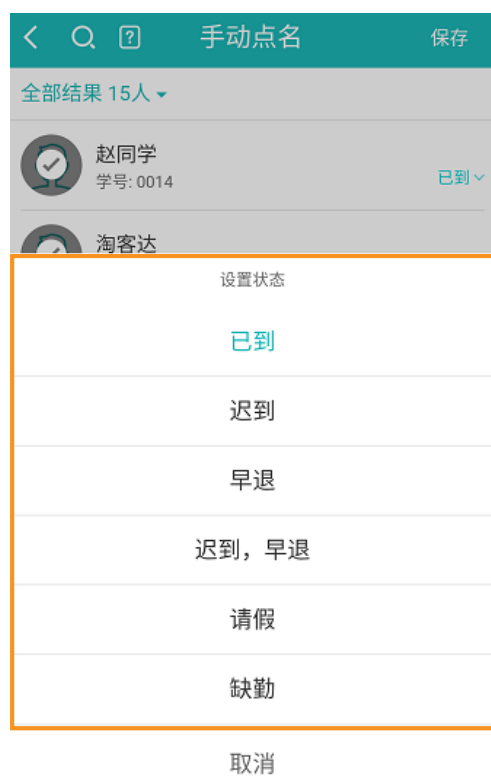 手动点名 保存
全部结果 15人
赵同学
学号: 0014
已到
淘客达
设置状态
已到
迟到
早退
迟到，早退
请假
缺勤
取消